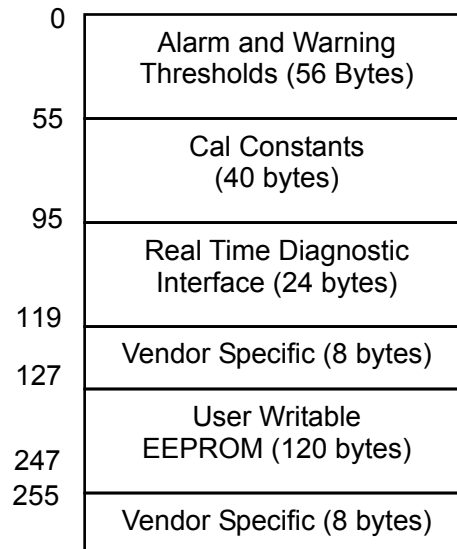 0
Alarm and Warning
Thresholds (56 Bytes)
55
Cal Constants
(40 bytes)
95
Real Time Diagnostic
Interface (24 bytes)
119
Vendor Specific (8 bytes)
127
User Writable
EEPROM (120 bytes)
247
255
Vendor Specific (8 bytes)